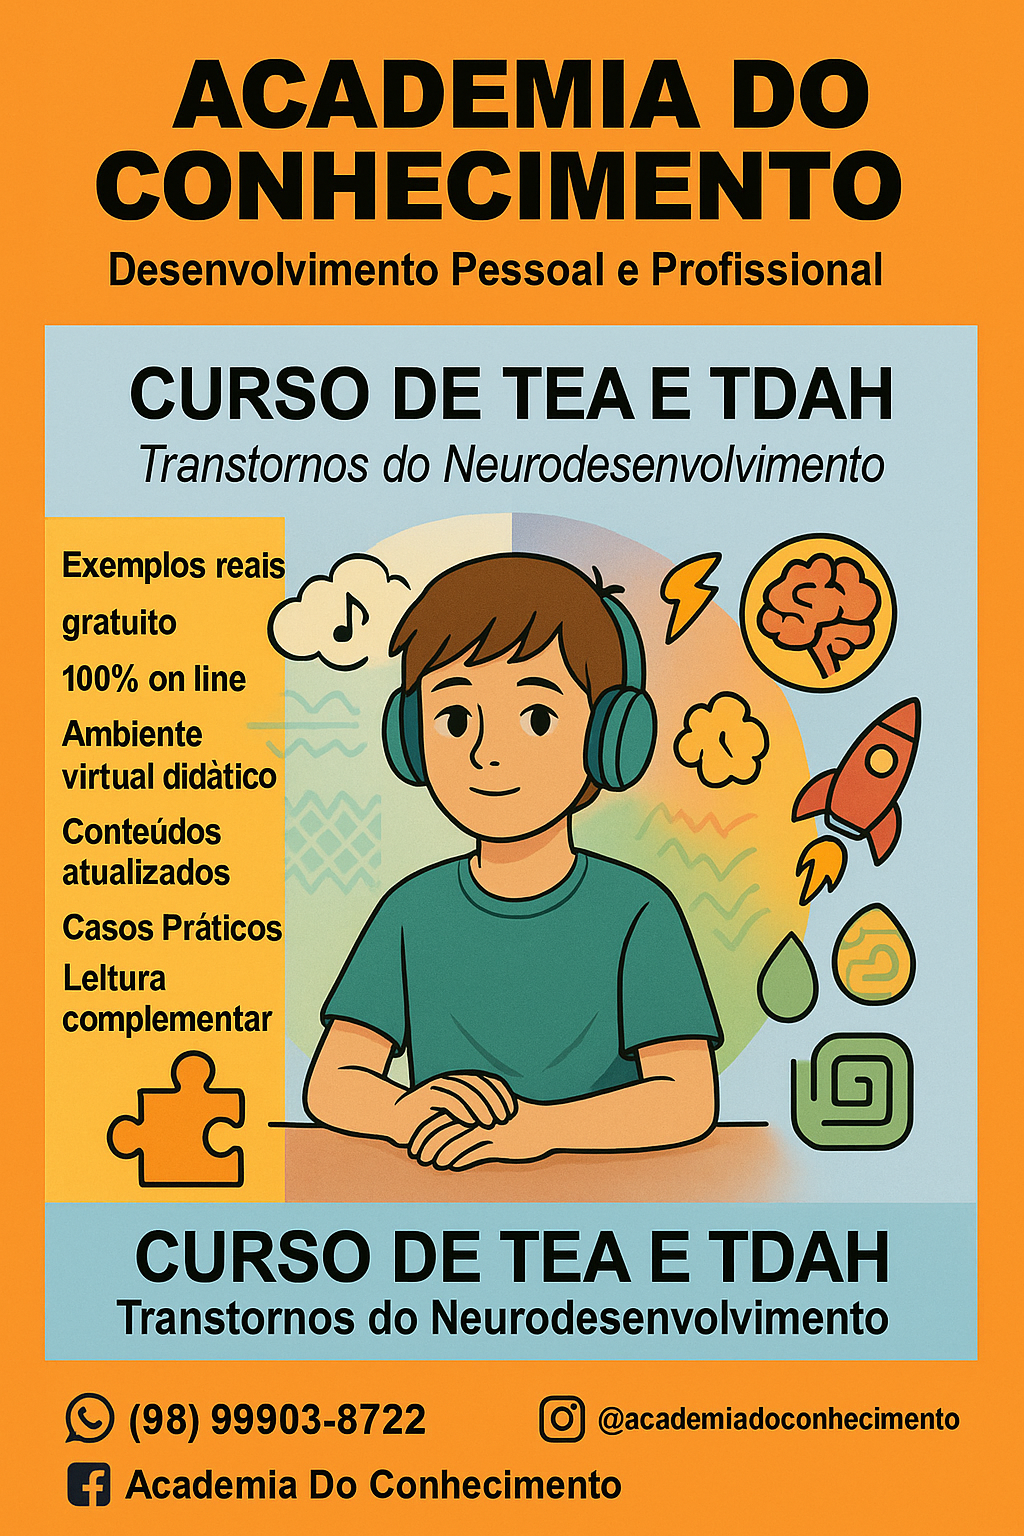 ACADEMIA DO
CONHECIMENTO
Desenvolvimento Pessoal e Profissional
CURSO DE TEA E TDAH
Transtornos do Neurodesenvolvimento
Exemplos reais
gratuito
100% on line
Ambiente
virtual didàtico
Conteúdos
atualizados
Casos Práticos
Leltura
complementar
CURSO DE TEA E TDAH
Transtornos do Neurodesenvolvimento
(98) 99903-8722
@academiadoconhecimento
Academia Do Conhecimento